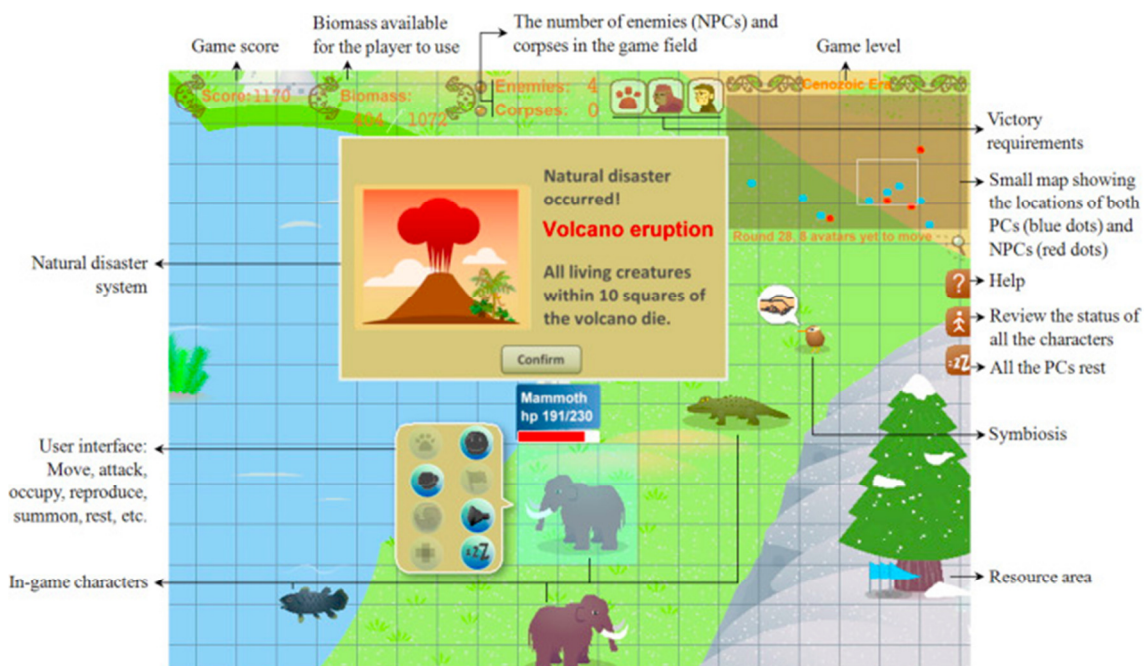 Game score
Biomass available
for the player to use
The number of enemies (NPCs) and
corpses in the game field
Game level
Score:1170
Biomass:
404 / 1072
Enemies: 4
Corpses: 0
Cenozoic Era
Victory
requirements
Small map showing
the locations of both
PCs (blue dots) and
NPCs (red dots)
Round 28, 8 avatars yet to move
Natural disaster
occurred!
Volcano eruption
All living creatures
within 10 squares of
the volcano die.
Confirm
Natural disaster
system
?
Help
Review the status of
all the characters
zZZ
All the PCs rest
Mammoth
hp 191/230
User interface:
Move, attack,
occupy, reproduce,
summon, rest, etc.
zZZ
Symbiosis
In-game characters
Resource area